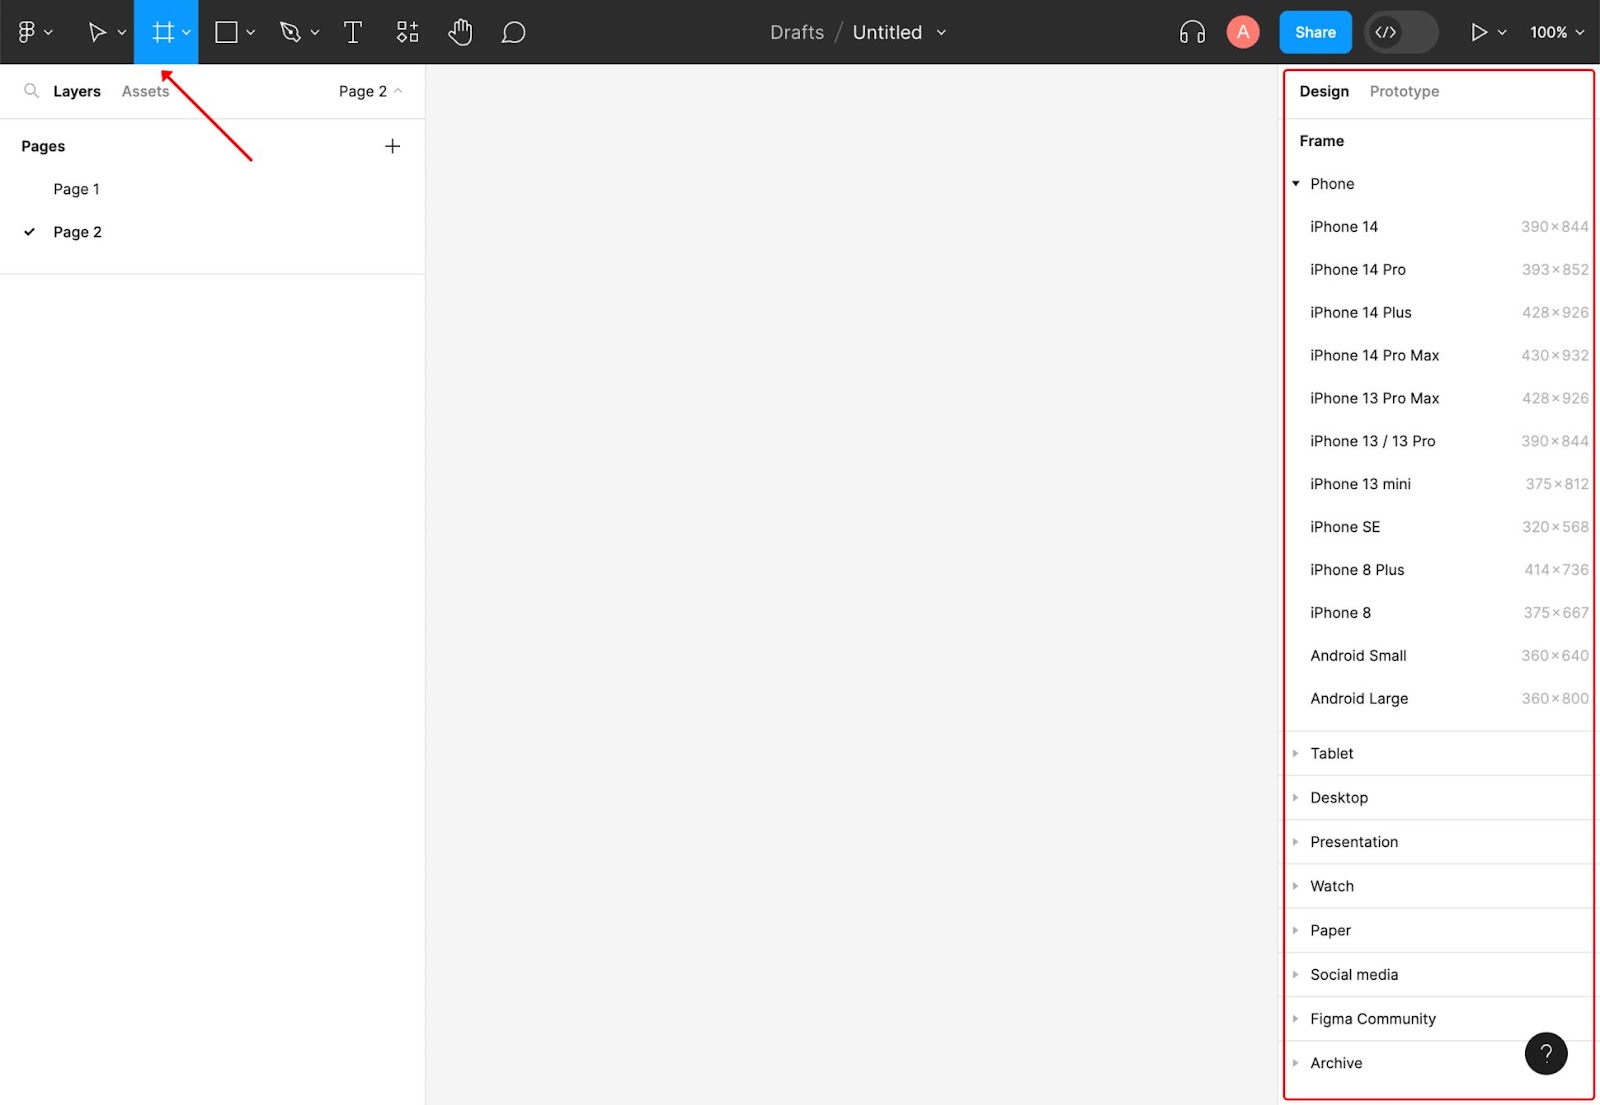 Drafts / Untitled
A
Share
100%
Layers Assets Page 2
Pages
Page 1
Page 2
Design Prototype
Frame
Phone
iPhone 14 390×844
iPhone 14 Pro 393×852
iPhone 14 Plus 428×926
iPhone 14 Pro Max 430×932
iPhone 13 Pro Max 428×926
iPhone 13 / 13 Pro 390×844
iPhone 13 mini 375×812
iPhone SE 320×568
iPhone 8 Plus 414×736
iPhone 8 375×667
Android Small 360×640
Android Large 360×800
Tablet
Desktop
Presentation
Watch
Paper
Social media
Figma Community
Archive
?